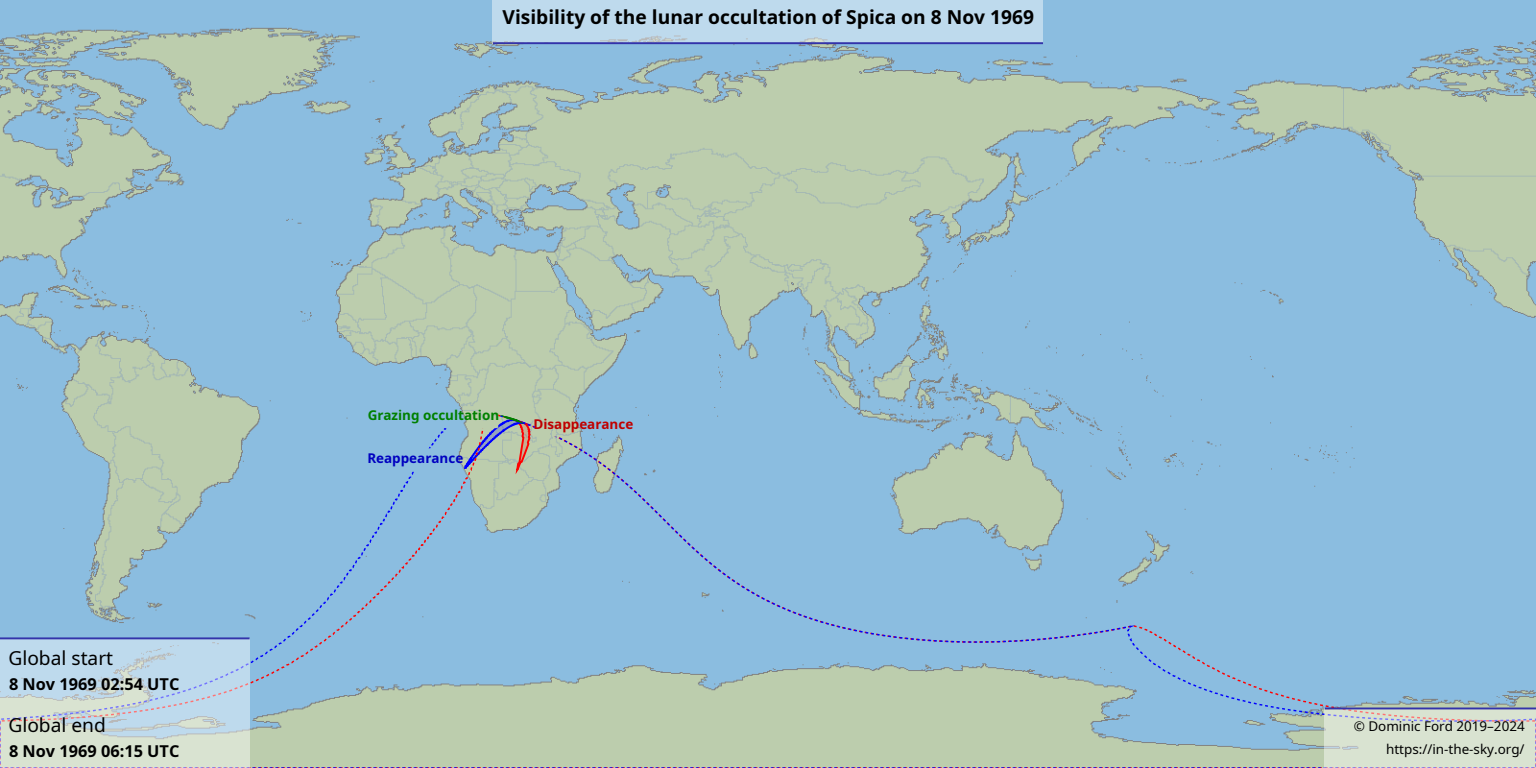 Visibility of the lunar occultation of Spica on 8 Nov 1969
Grazing occultation
Disappearance
Reappearance
Global start
8 Nov 1969 02:54 UTC
Global end
8 Nov 1969 06:15 UTC
© Dominic Ford 2019–2024
https://in-the-sky.org/